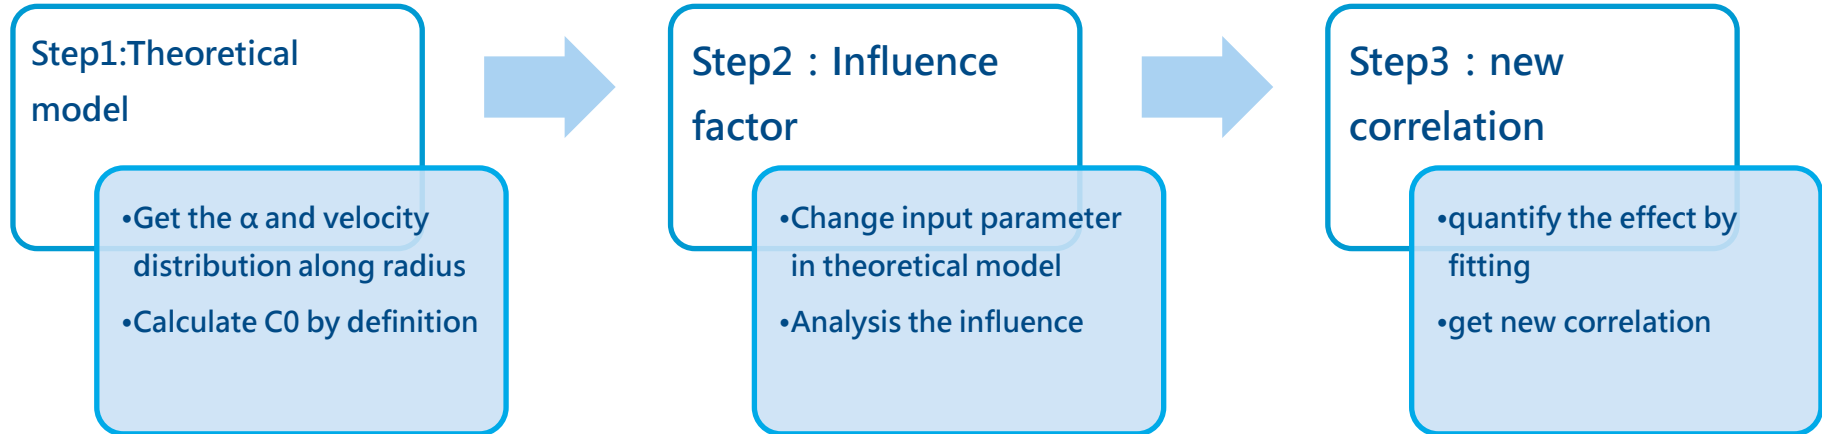 Step1:Theoretical
model
•Get the α and velocity
distribution along radius
•Calculate C0 by definition
Step2：Influence
factor
•Change input parameter
in theoretical model
•Analysis the influence
Step3：new
correlation
•quantify the effect by
fitting
•get new correlation